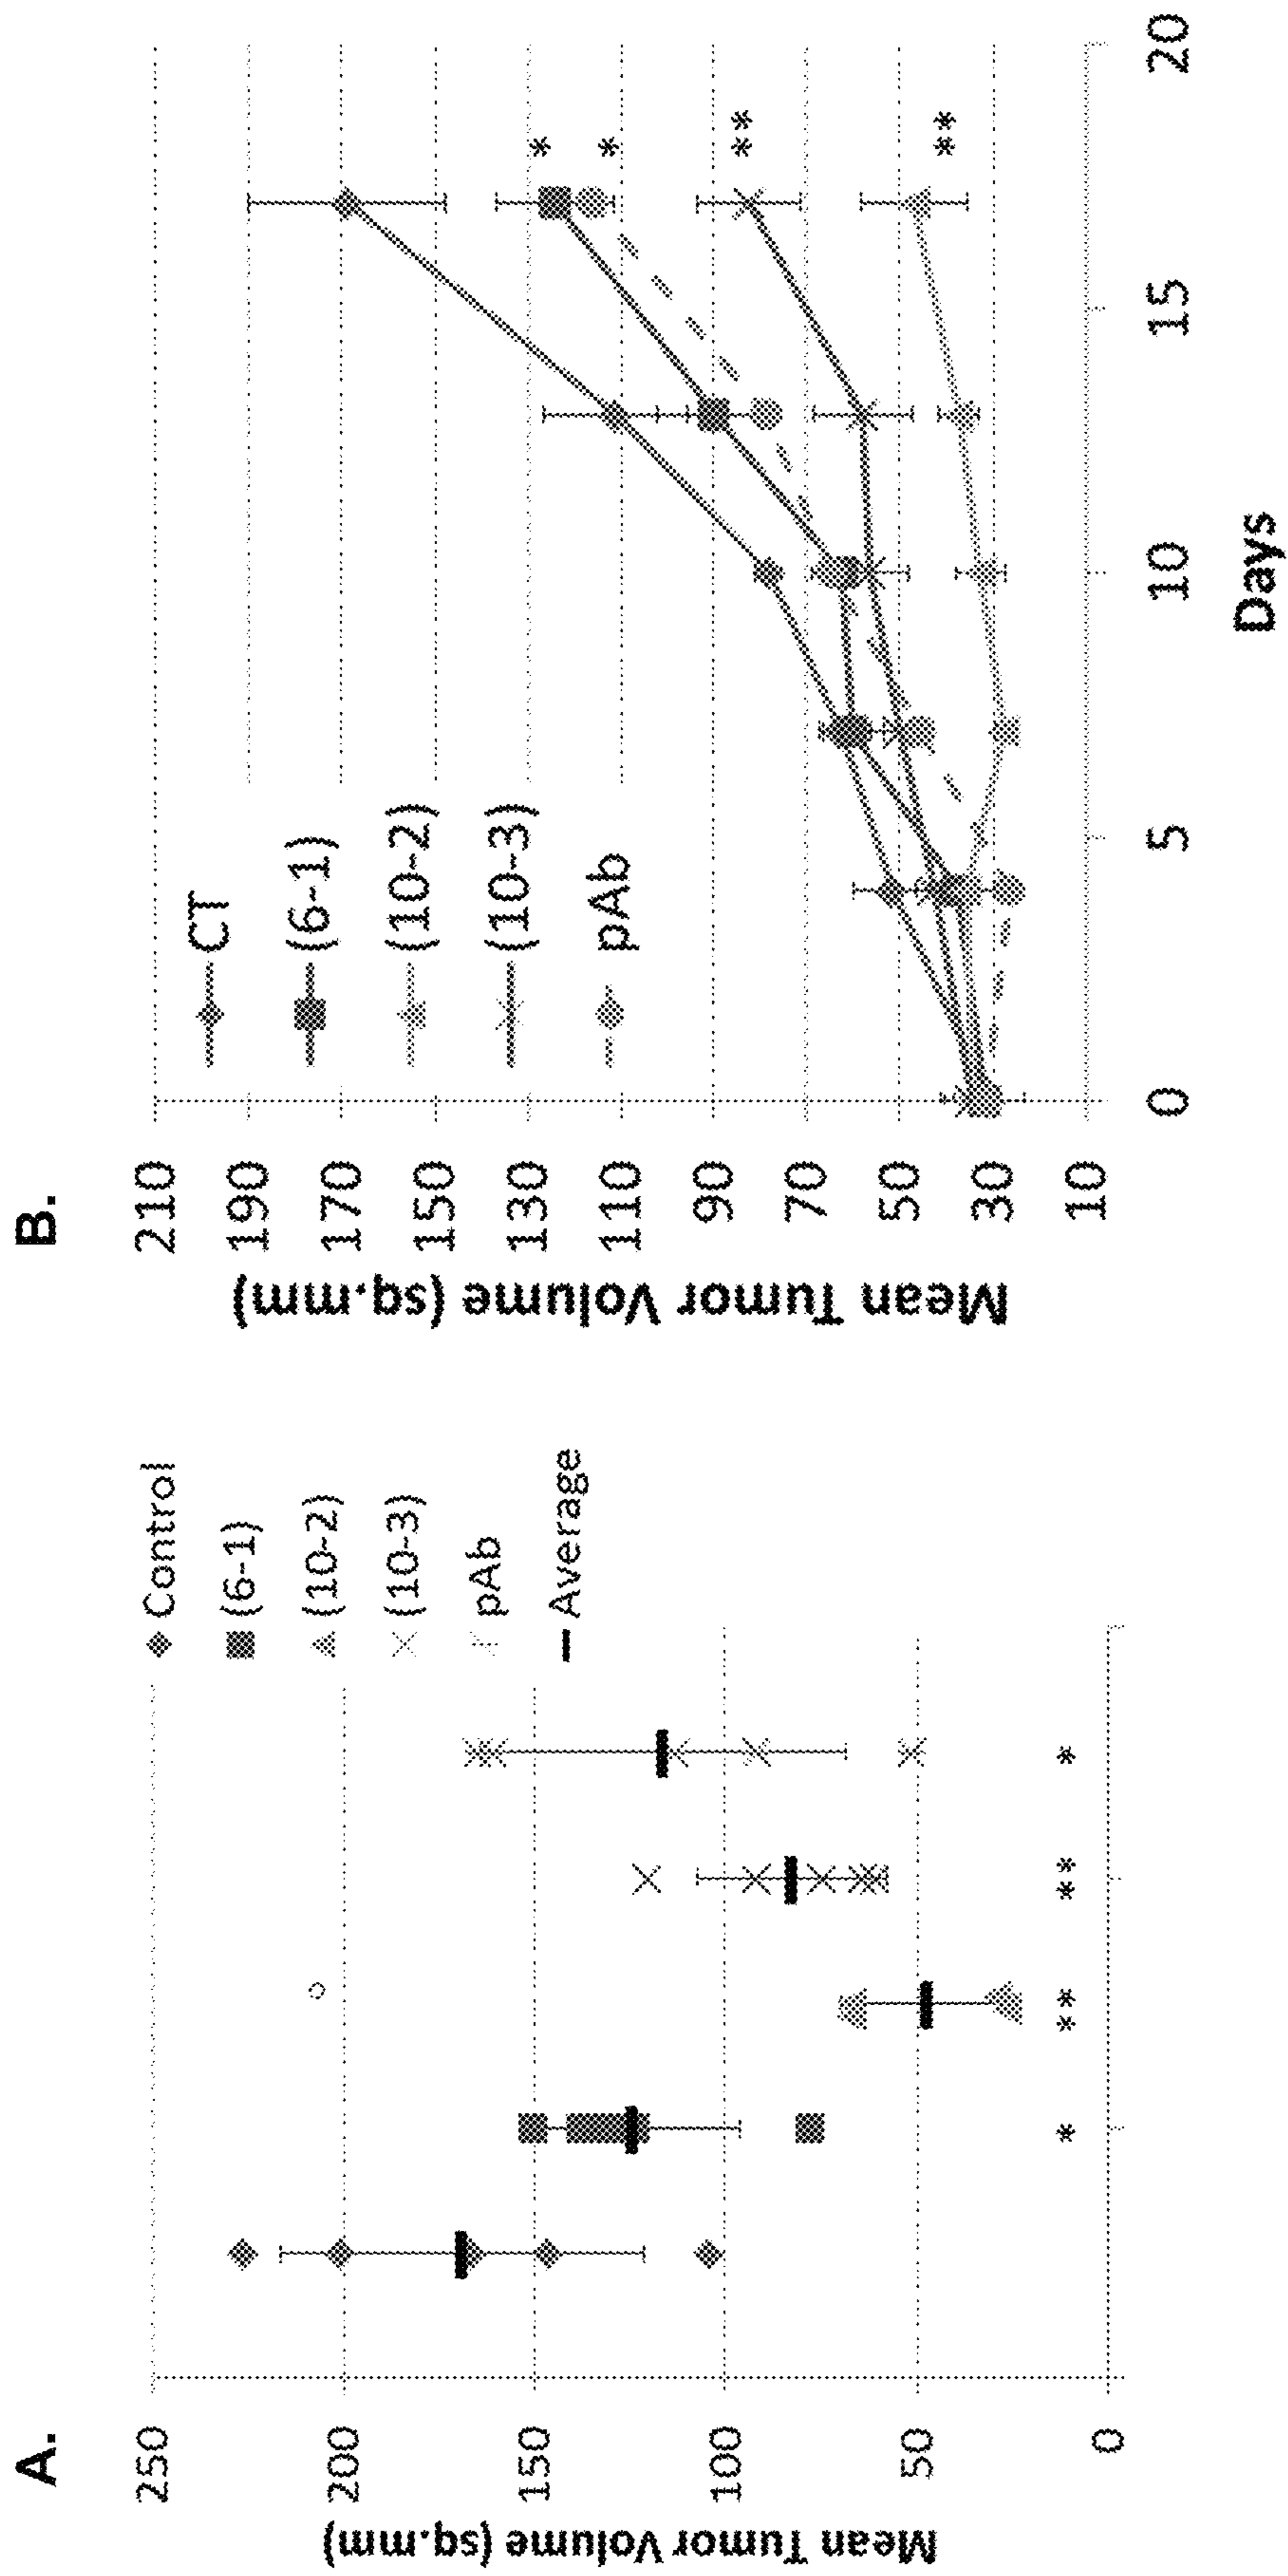 A.
Mean Tumor Volume (sq.mm)
250
200
150
100
50
0
Control
(6-1)
(10-2)
(10-3)
pAb
Average
*
**
**
*
B.
Mean Tumor Volume (sq.mm)
210
190
170
150
130
110
90
70
50
30
10
CT
(6-1)
(10-2)
(10-3)
pAb
*
*
**
**
0 5 10 15 20
Days